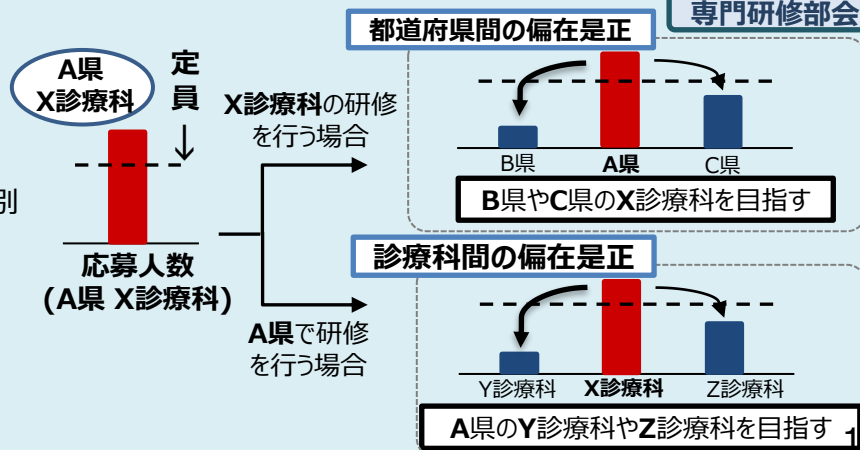 専門研修部会
都道府県間の偏在是正
A県
X診療科
定員
X診療科の研修
を行う場合
B県
A県
C県
B県やC県のX診療科を目指す
別
応募人数
(A県 X診療科)
診療科間の偏在是正
A県で研修
を行う場合
Y診療科
X診療科
Z診療科
A県のY診療科やZ診療科を目指す
1